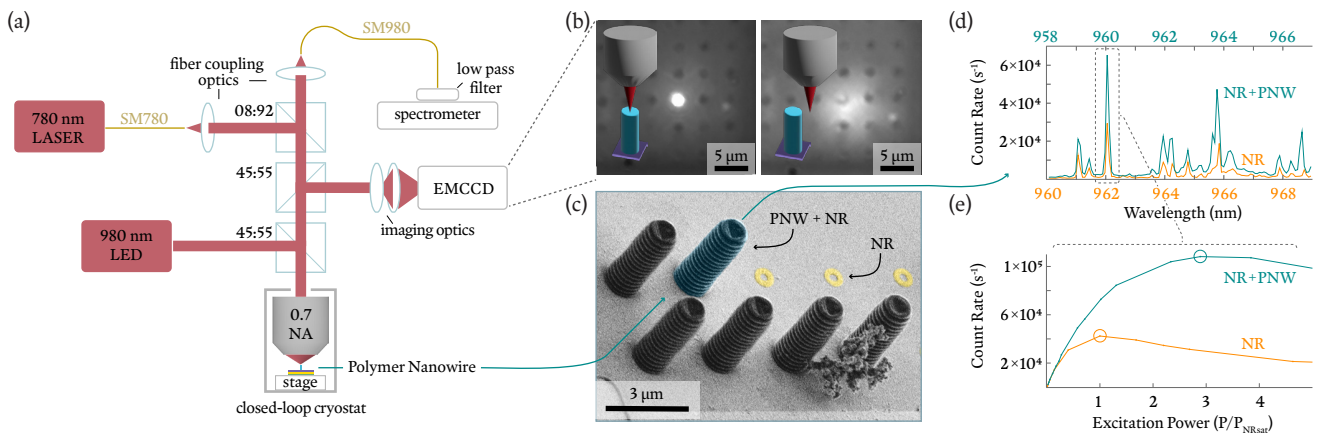 (a)
SM980
fiber coupling
optics
low pass
filter
spectrometer
780 nm
LASER
SM780
08:92
45:55
EMCCD
imaging optics
980 nm
LED
45:55
0.7
NA
stage
Polymer Nanowire
closed-loop cryostat
(b)
5 μm
5 μm
(c)
PNW + NR
NR
3 μm
(d)
958 960 962 964 966
6×10⁴
4×10⁴
2×10⁴
Count Rate (s⁻¹)
NR+PNW
NR
960 962 964 966 968
Wavelength (nm)
(e)
1×10⁵
6×10⁴
2×10⁴
Count Rate (s⁻¹)
NR+PNW
NR
1 2 3 4
Excitation Power (P/P_NRsat)